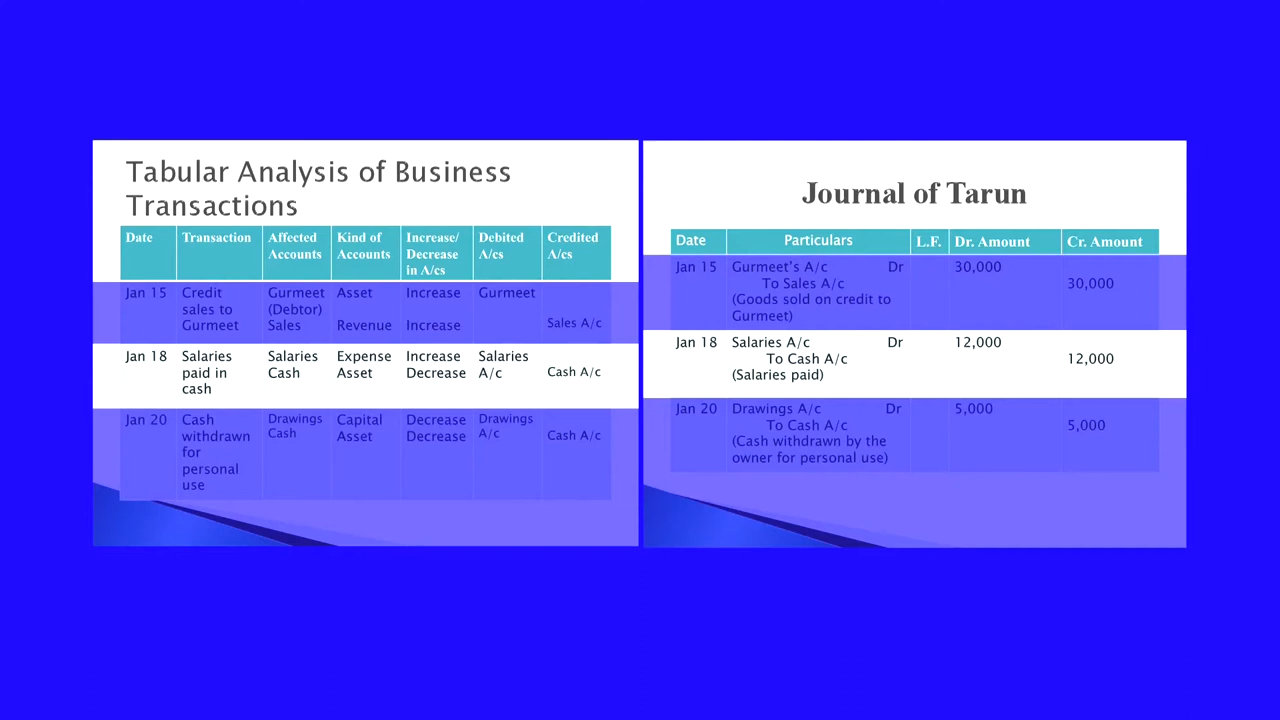 Tabular Analysis of Business
Transactions
Date Transaction Affected Accounts Kind of Accounts Increase/ Decrease in A/cs Debited A/cs Credited A/cs
Jan 15 Credit Gurmeet Asset Increase Gurmeet
sales to (Debtor)
Gurmeet Sales Revenue Increase Sales A/c
Jan 18 Salaries Salaries Expense Increase Salaries
paid in Cash Asset Decrease A/c Cash A/c
cash
Jan 20 Cash Drawings Capital Decrease Drawings
withdrawn Cash Asset Decrease A/c Cash A/c
for
personal
use
Journal of Tarun
Date Particulars L.F. Dr. Amount Cr. Amount
Jan 15 Gurmeet’s A/c Dr 30,000
To Sales A/c 30,000
(Goods sold on credit to
Gurmeet)
Jan 18 Salaries A/c Dr 12,000
To Cash A/c 12,000
(Salaries paid)
Jan 20 Drawings A/c Dr 5,000
To Cash A/c 5,000
(Cash withdrawn by the
owner for personal use)